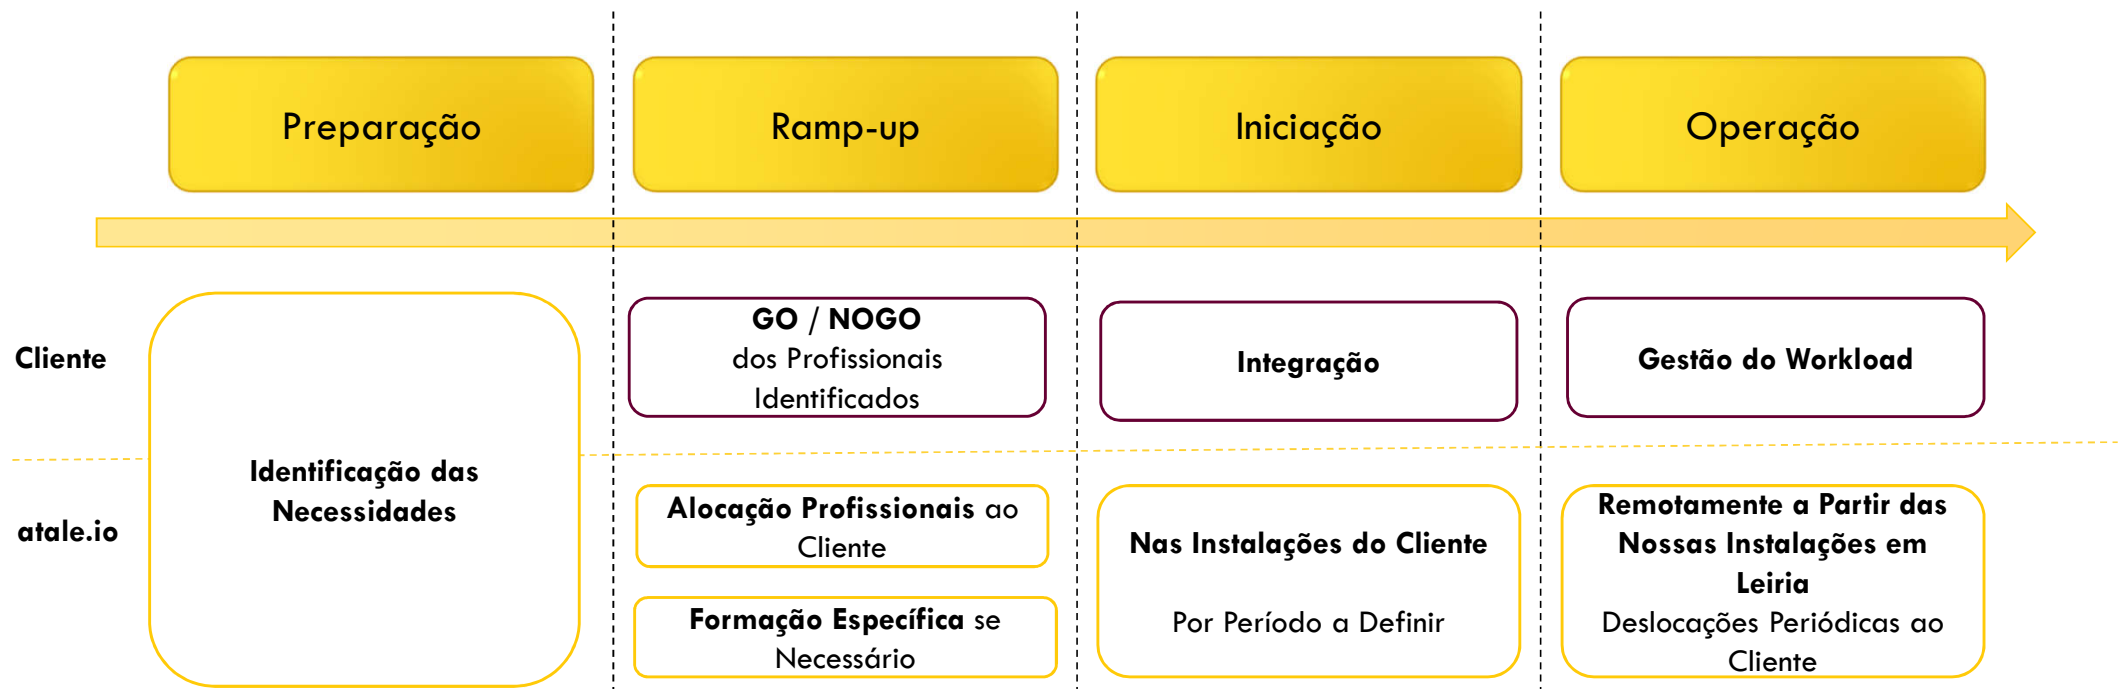 Preparação
Ramp-up
Iniciação
Operação
Cliente
GO / NOGO
dos Profissionais
Identificados
Integração
Gestão do Workload
Identificação das
Necessidades
atale.io
Alocação Profissionais ao
Cliente
Formação Específica se
Necessário
Nas Instalações do Cliente
Por Período a Definir
Remotamente a Partir das
Nossas Instalações em
Leiria
Deslocações Periódicas ao
Cliente